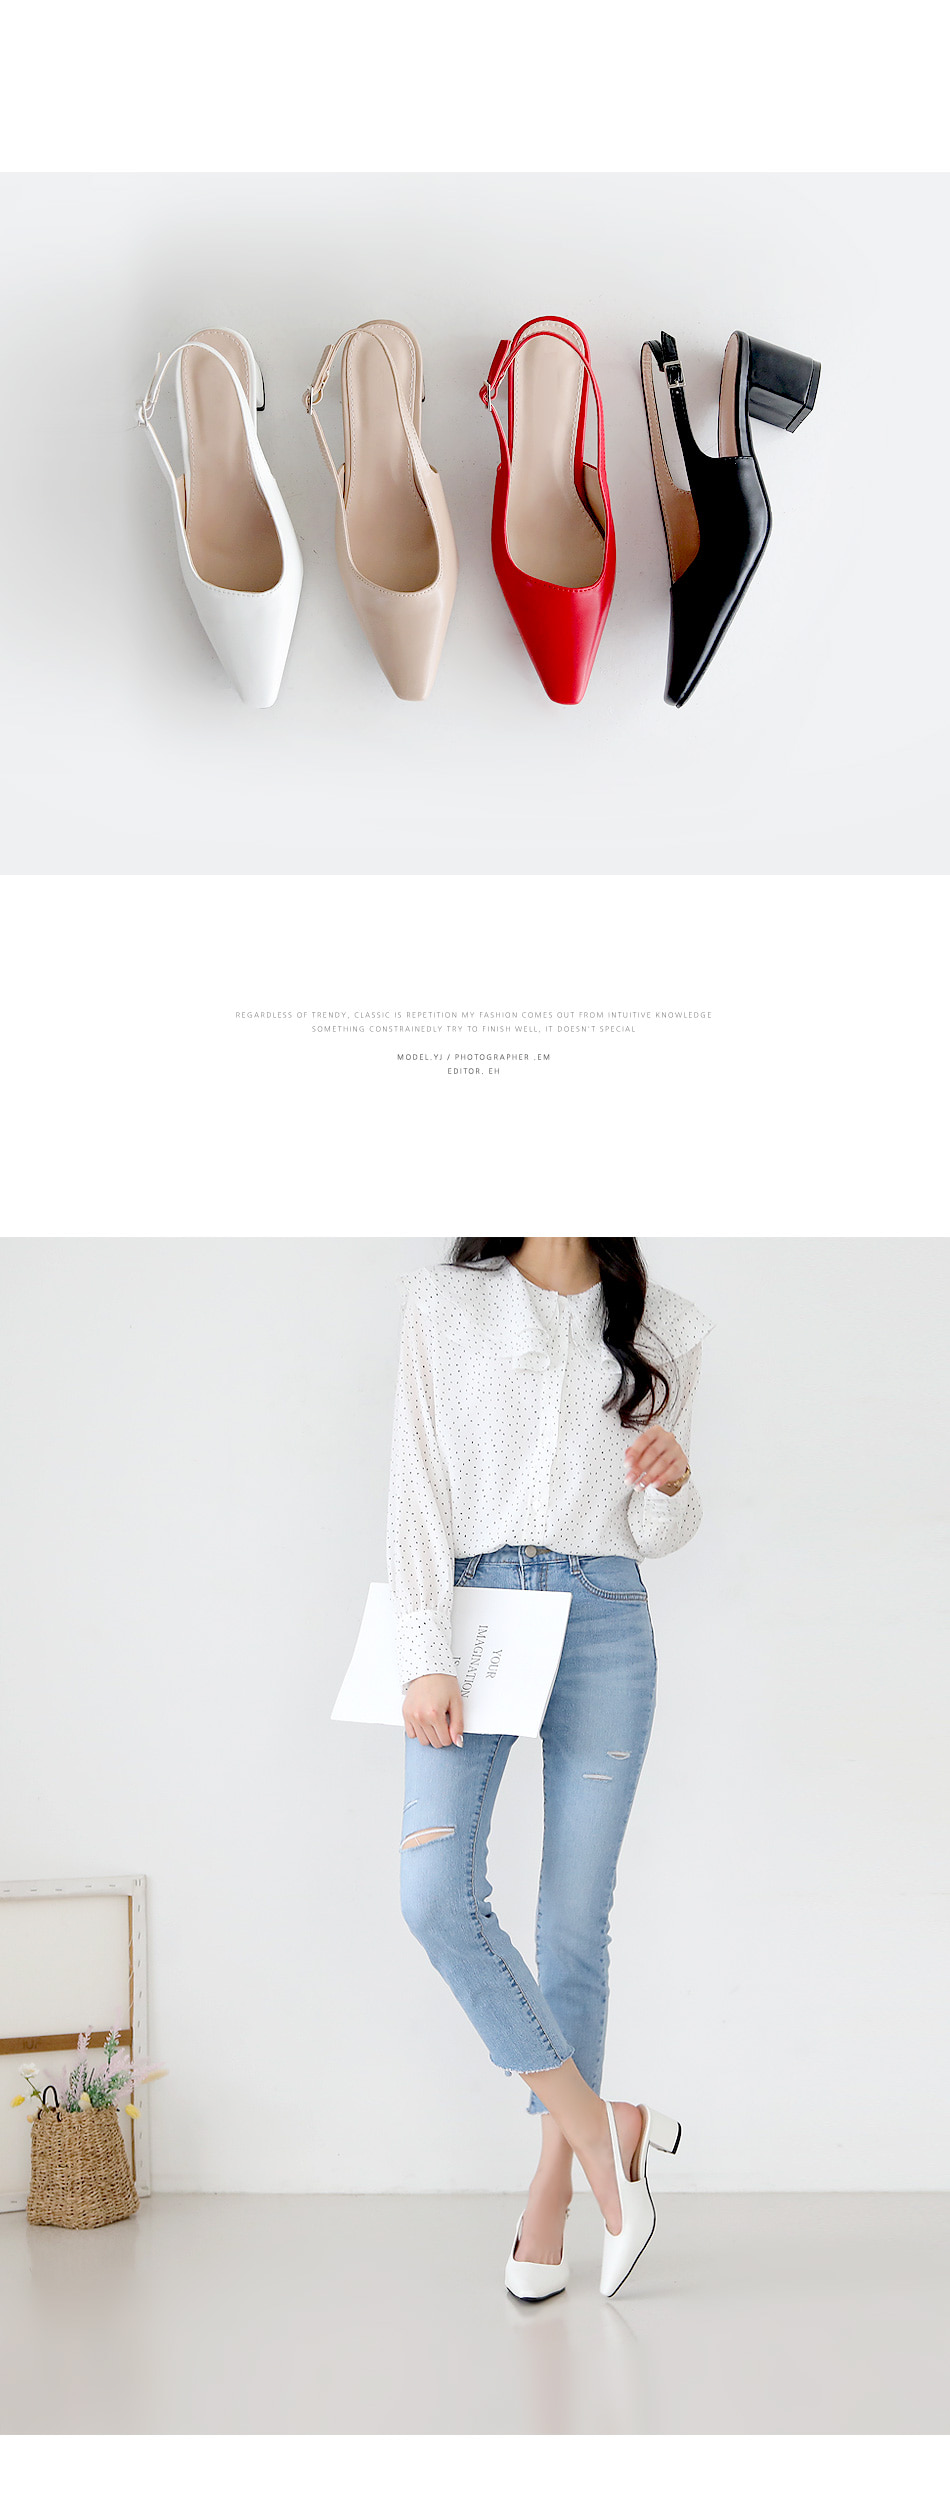 REGARDLESS OF TRENDY, CLASSIC IS REPETITION MY FASHION COMES OUT FROM INTUITIVE KNOWLEDGE
SOMETHING CONSTRAINEDLY TRY TO FINISH WELL, IT DOESN'T SPECIAL
MODEL.YJ / PHOTOGRAPHER .EM
EDITOR, EH
YOUR
IMAGINATION
IS